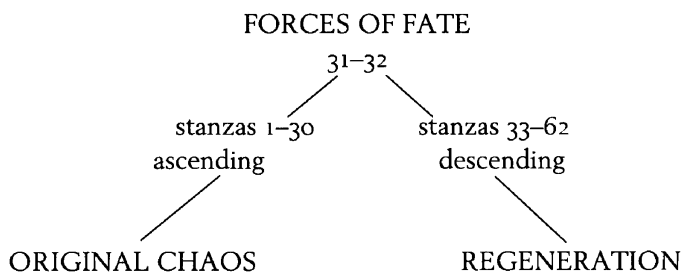 FORCES OF FATE
31–32
stanzas 1–30 stanzas 33–62
ascending descending
ORIGINAL CHAOS REGENERATION